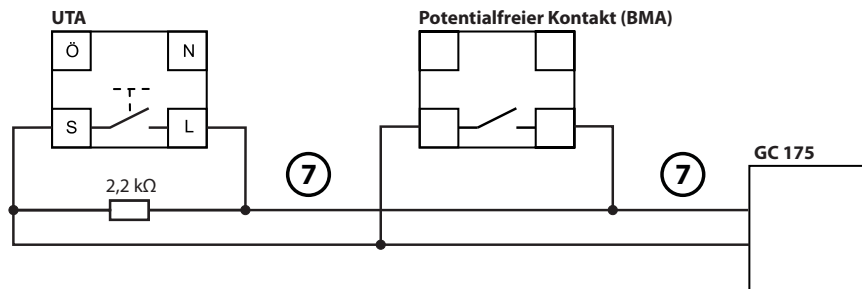 UTA
Potentialfreier Kontakt (BMA)
Ö
N
S
L
GC 175
7
7
2,2 kΩ